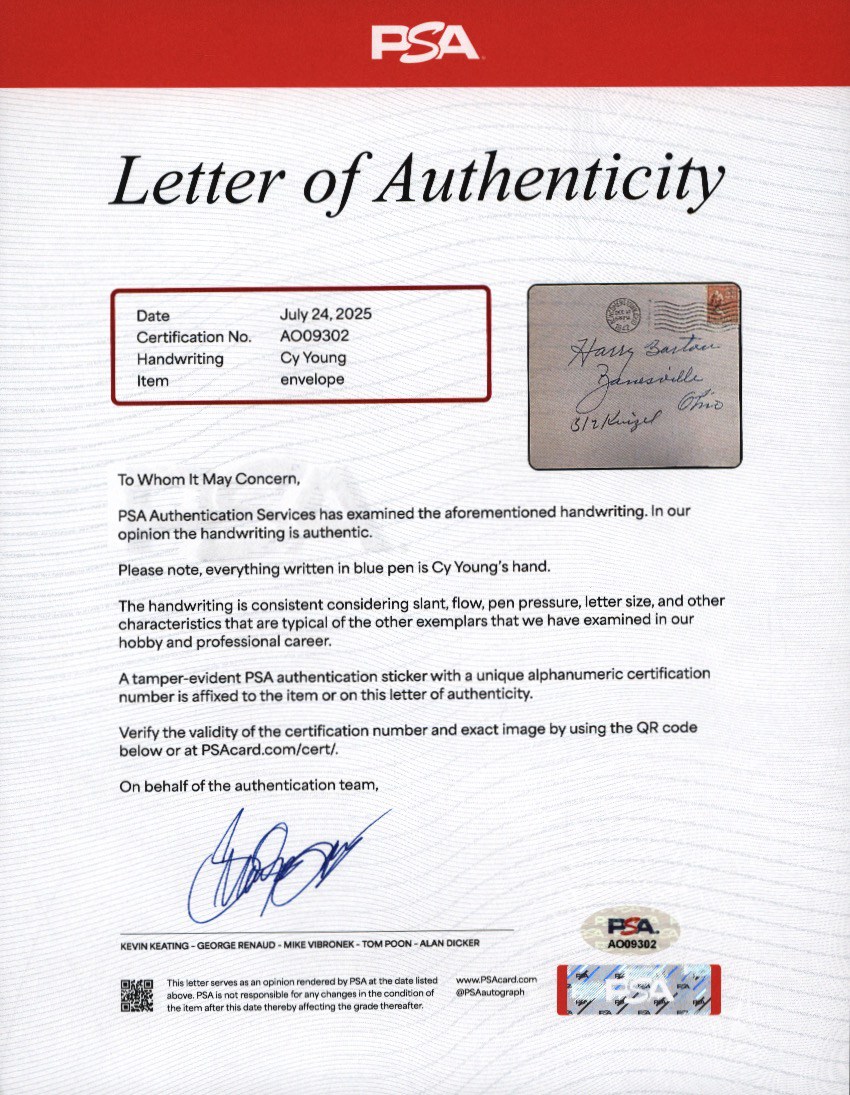 PSA
Letter of Authenticity
Date July 24, 2025
Certification No. AO09302
Handwriting Cy Young
Item envelope
Harry
Zanesville
Ohio
To Whom It May Concern,
PSA Authentication Services has examined the aforementioned handwriting. In our
opinion the handwriting is authentic.
Please note, everything written in blue pen is Cy Young's hand.
The handwriting is consistent considering slant, flow, pen pressure, letter size, and other
characteristics that are typical of the other exemplars that we have examined in our
hobby and professional career.
A tamper-evident PSA authentication sticker with a unique alphanumeric certification
number is affixed to the item or on this letter of authenticity.
Verify the validity of the certification number and exact image by using the QR code
below or at PSAcard.com/cert/.
On behalf of the authentication team,
KEVIN KEATING - GEORGE RENAUD - MIKE VIBRONEK - TOM POON - ALAN DICKER
This letter serves as an opinion rendered by PSA at the date listed
above. PSA is not responsible for any changes in the condition of
the item after this date thereby affecting the grade thereafter.
www.PSAcard.com
@PSAautograph
PSA
AO09302
PSA